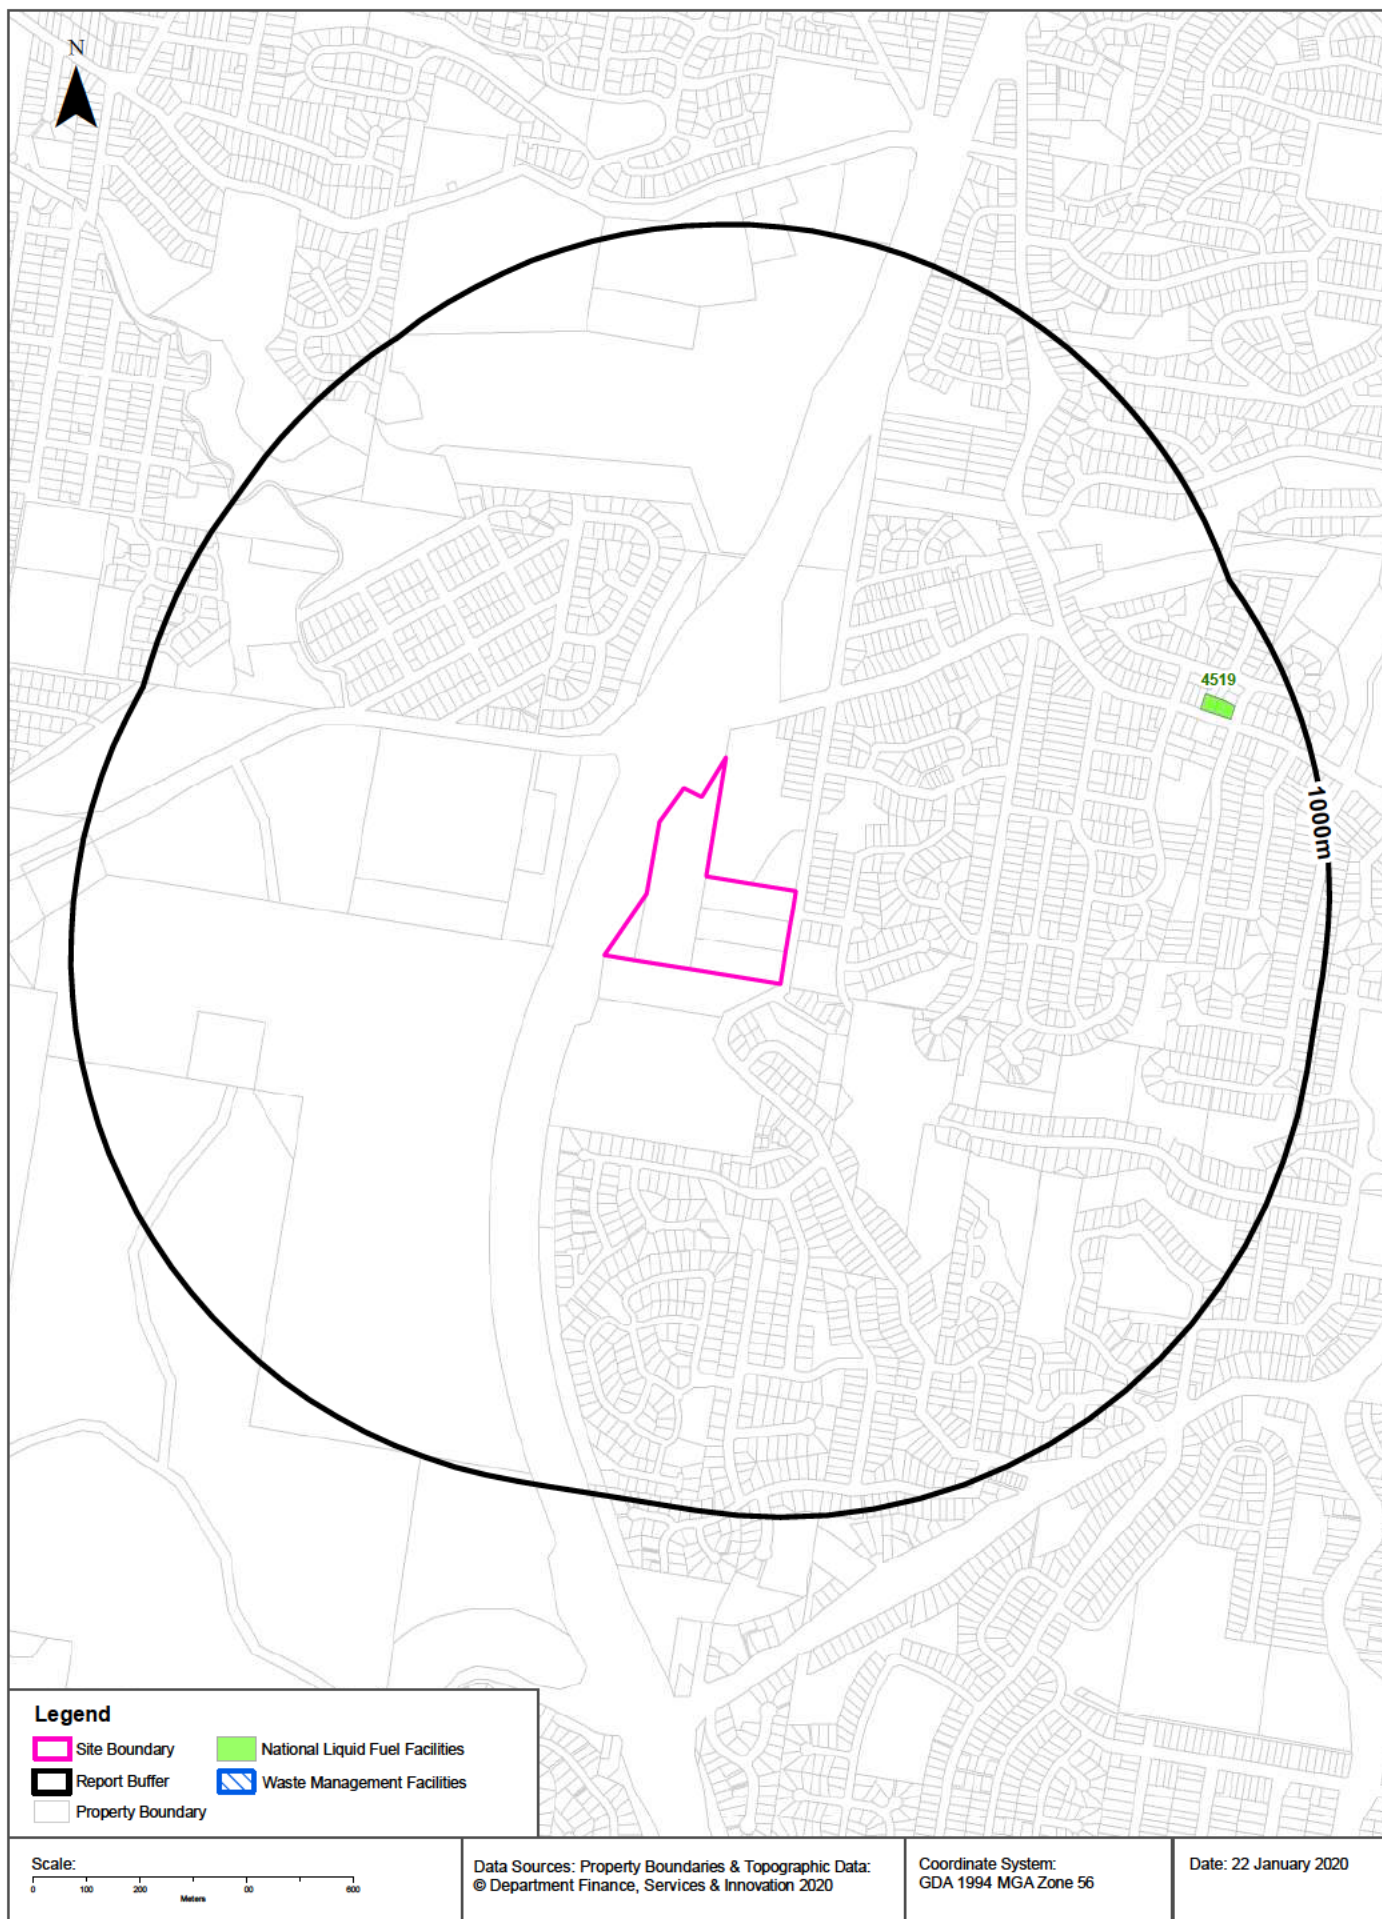 N
4519
1000m
Legend
Site Boundary
National Liquid Fuel Facilities
Report Buffer
Waste Management Facilities
Property Boundary
Scale:
0 100 200 00 600
Meters
Data Sources: Property Boundaries & Topographic Data:
© Department Finance, Services & Innovation 2020
Coordinate System:
GDA 1994 MGA Zone 56
Date: 22 January 2020